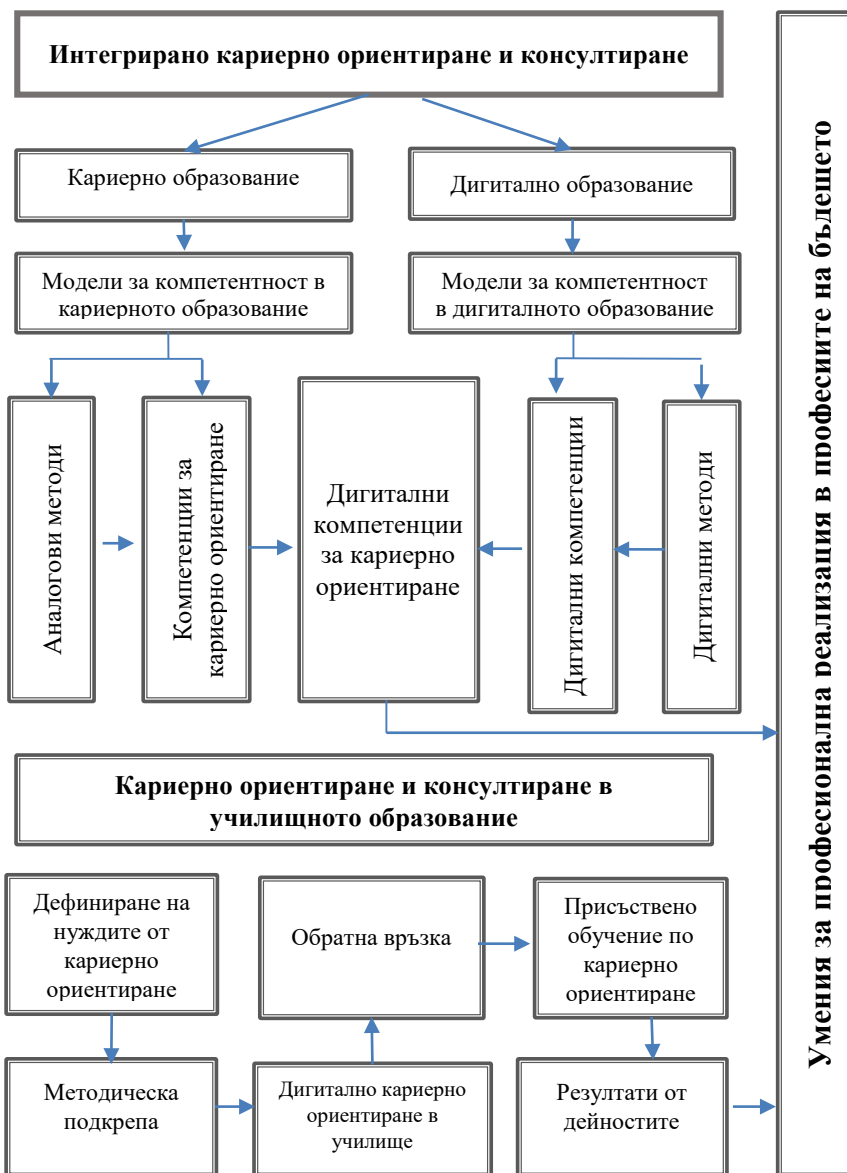 Интегрирано кариерно ориентиране и консултиране
Кариерно образование
Дигитално образование
Модели за компетентност в
кариерното образование
Модели за компетентност
в дигиталното образование
Аналогови методи
Компетенции за
кариерно ориентиране
Дигитални
компетенции
за кариерно
ориентиране
Дигитални компетенции
Дигитални методи
Кариерно ориентиране и консултиране в
училищното образование
Дефиниране на
нуждите от
кариерно
ориентиране
Обратна връзка
Присъствено
обучение по
кариерно
ориентиране
Методическа
подкрепа
Дигитално кариерно
ориентиране в
училище
Резултати от
дейностите
Умения за професионална реализация в професиите на бъдещето